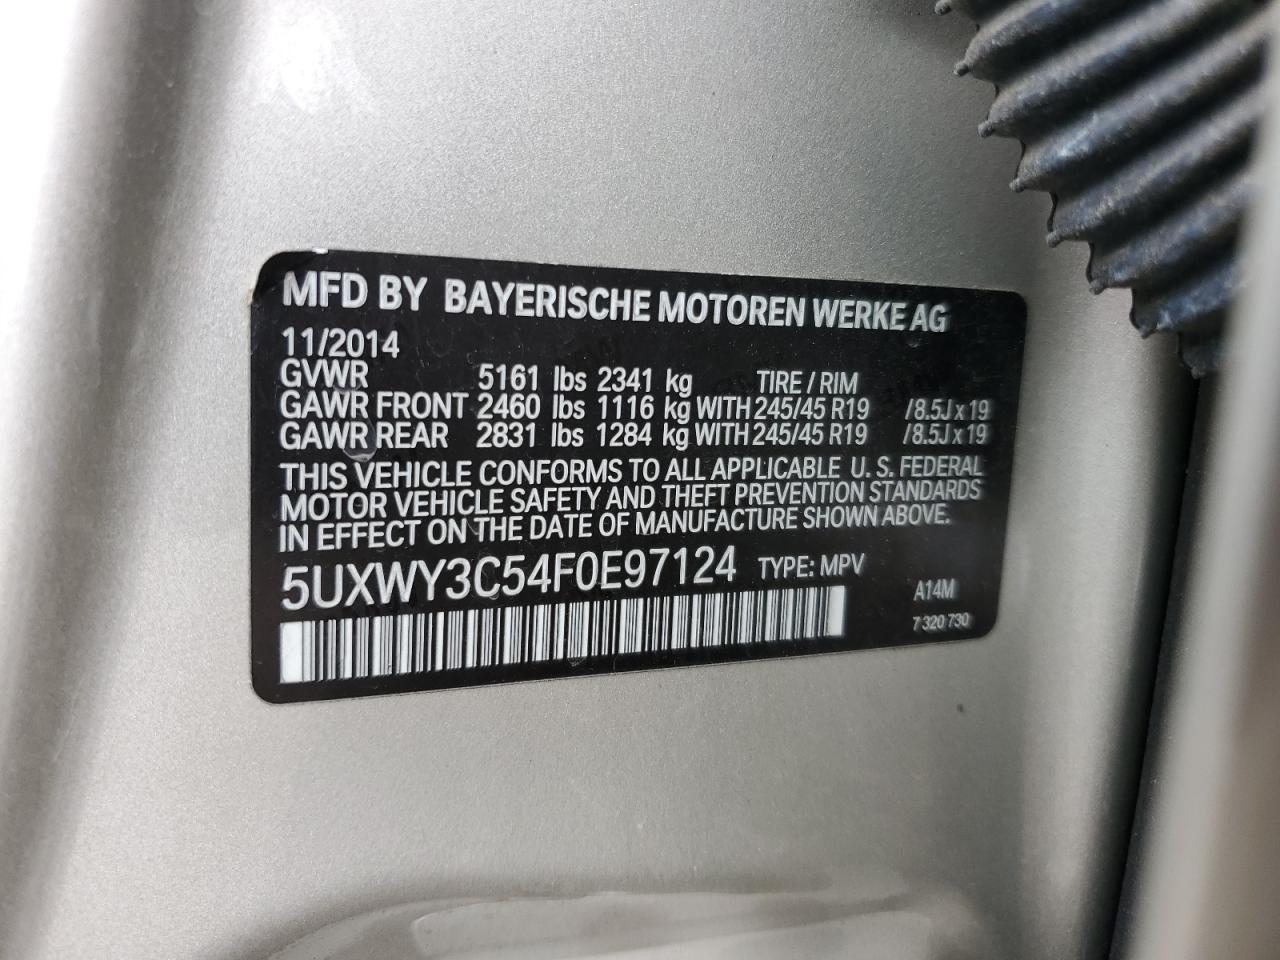 MFD BY BAYERISCHE MOTOREN WERKE AG
11/2014
GVWR 5161 lbs 2341 kg TIRE / RIM
GAWR FRONT 2460 lbs 1116 kg WITH 245/45 R19 /8.5J x 19
GAWR REAR 2831 lbs 1284 kg WITH 245/45 R19 /8.5J x 19
THIS VEHICLE CONFORMS TO ALL APPLICABLE U. S. FEDERAL
MOTOR VEHICLE SAFETY AND THEFT PREVENTION STANDARDS
IN EFFECT ON THE DATE OF MANUFACTURE SHOWN ABOVE.
5UXWY3C54F0E97124 TYPE: MPV
A14M
7 320 730